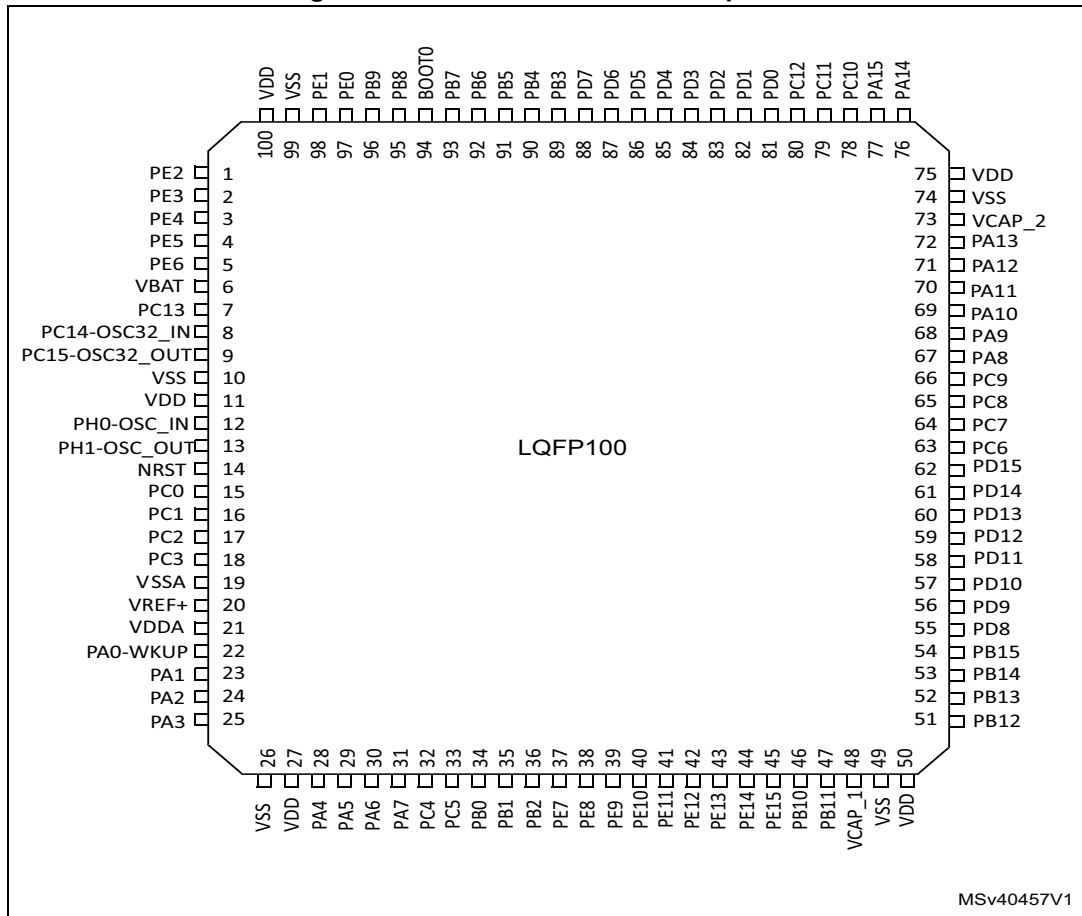 VDD VSS PE1 PE0 PB9 PB8 BOOT0 PB7 PB6 PB5 PB4 PB3 PD7 PD6 PD5 PD4 PD3 PD2 PD1 PD0 PC12 PC11 PC10 PA15 PA14
100 99 98 97 96 95 94 93 92 91 90 89 88 87 86 85 84 83 82 81 80 79 78 77 76
PE2 1
PE3 2
PE4 3
PE5 4
PE6 5
VBAT 6
PC13 7
PC14-OSC32_IN 8
PC15-OSC32_OUT 9
VSS 10
VDD 11
PH0-OSC_IN 12
PH1-OSC_OUT 13
NRST 14
PC0 15
PC1 16
PC2 17
PC3 18
VSSA 19
VREF+ 20
VDDA 21
PA0-WKUP 22
PA1 23
PA2 24
PA3 25
LQFP100
75 VDD
74 VSS
73 VCAP_2
72 PA13
71 PA12
70 PA11
69 PA10
68 PA9
67 PA8
66 PC9
65 PC8
64 PC7
63 PC6
62 PD15
61 PD14
60 PD13
59 PD12
58 PD11
57 PD10
56 PD9
55 PD8
54 PB15
53 PB14
52 PB13
51 PB12
26 27 28 29 30 31 32 33 34 35 36 37 38 39 40 41 42 43 44 45 46 47 48 49 50
VSS VDD PA4 PA5 PA6 PA7 PC4 PC5 PB0 PB1 PB2 PE7 PE8 PE9 PE10 PE11 PE12 PE13 PE14 PE15 PB10 PB11 VCAP_1 VSS VDD
MSv40457V1